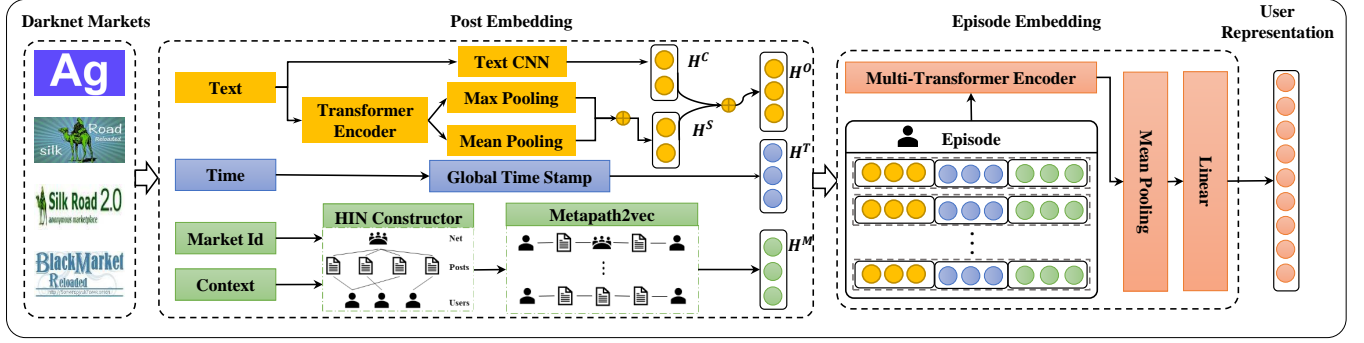 Darknet Markets
Post Embedding
Episode Embedding
User
Representation
Ag
Road
Reloaded
silk
Silk Road 2.0
anonymous marketplace
BlackMarket
Reloaded
Text
Text CNN
Transformer
Encoder
Max Pooling
Mean Pooling
H^C
H^S
H^O
Time
Global Time Stamp
H^T
Market Id
Context
HIN Constructor
Net
Posts
Users
Metapath2vec
H^M
Multi-Transformer Encoder
Episode
Mean Pooling
Linear